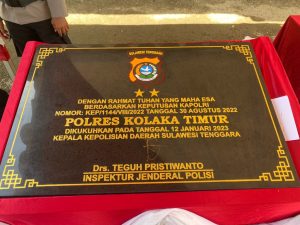 SULAWESI TENGGARA
DENGAN RAHMAT TUHAN YANG MAHA ESA
BERDASARKAN KEPUTUSAN KAPOLRI
NOMOR: KEP/1144/VIII/2022 TANGGAL 30 AGUSTUS 2022
POLRES KOLAKA TIMUR
DIKUKUHKAN PADA TANGGAL 12 JANUARI 2023
KEPALA KEPOLISIAN DAERAH SULAWESI TENGGARA
Drs. TEGUH PRISTIWANTO
INSPEKTUR JENDERAL POLISI